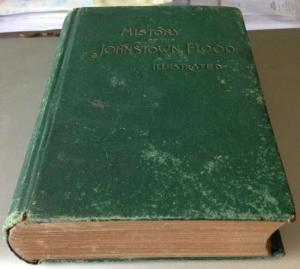 HISTORY
OF THE
JOHNSTOWN FLOOD
ILLUSTRATED